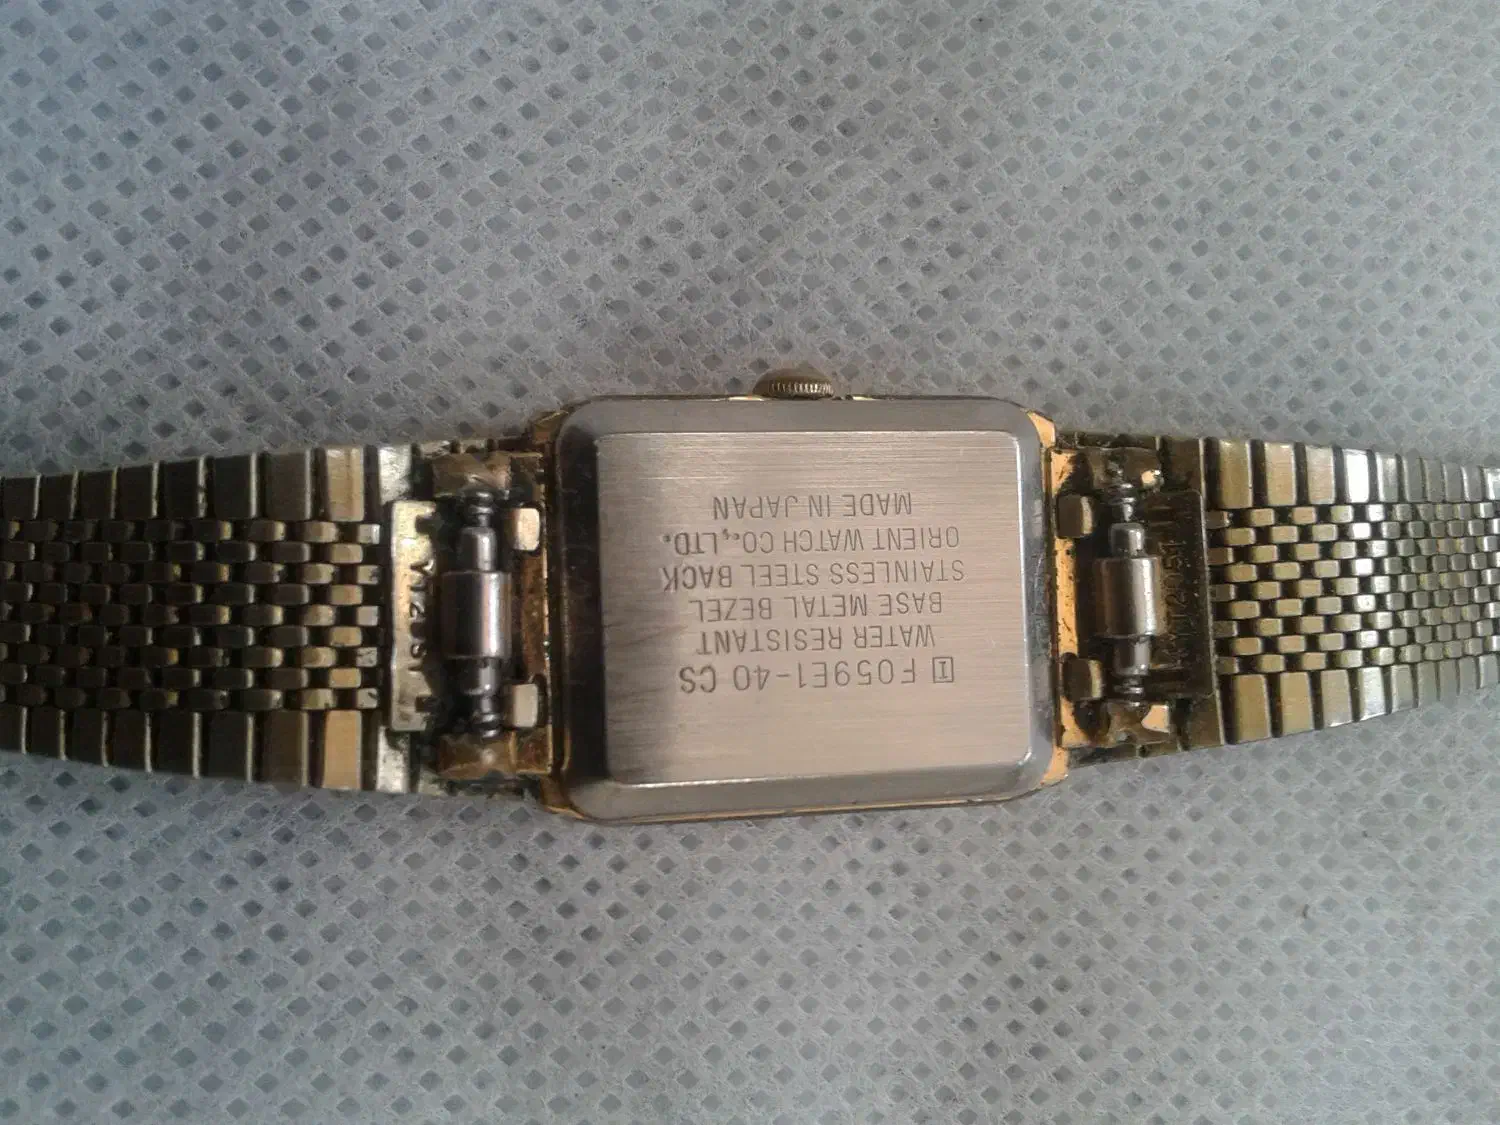 I F059E1-40 CS
WATER RESISTANT
BASE METAL BEZEL
STAINLESS STEEL BACK
ORIENT WATCH CO.,LTD.
MADE IN JAPAN